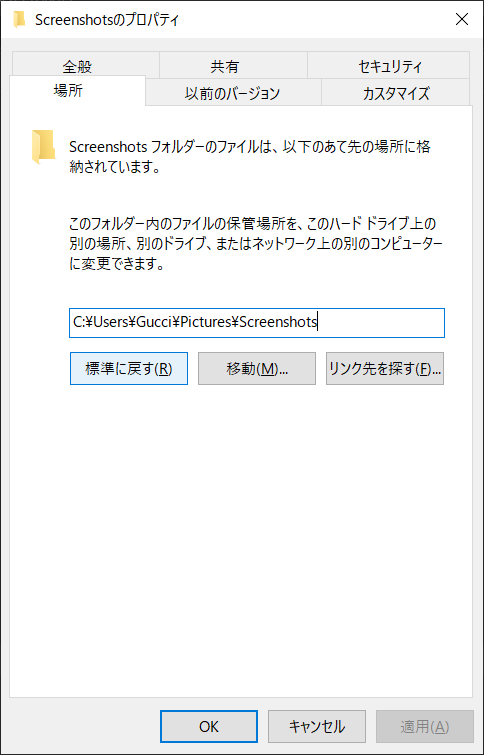 Screenshotsのプロパティ
全般
共有
セキュリティ
場所
以前のバージョン
カスタマイズ
Screenshots フォルダーのファイルは、以下のあて先の場所に格
納されています。
このフォルダー内のファイルの保管場所を、このハード ドライブ上の
別の場所、別のドライブ、またはネットワーク上の別のコンピューター
に変更できます。
C:¥Users¥Gucci¥Pictures¥Screenshots
標準に戻す(R)
移動(M)...
リンク先を探す(F)...
OK
キャンセル
適用(A)